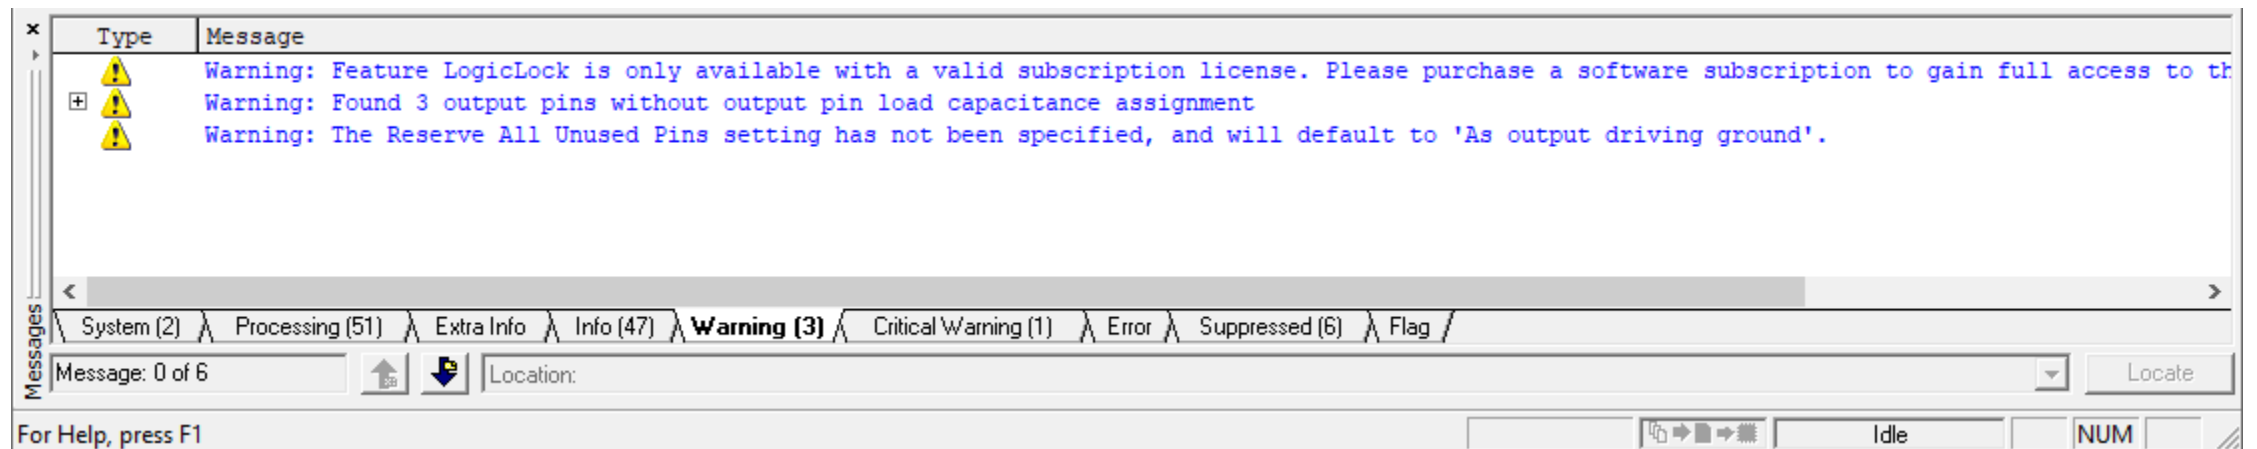 Type Message
Warning: Feature LogicLock is only available with a valid subscription license. Please purchase a software subscription to gain full access to th
Warning: Found 3 output pins without output pin load capacitance assignment
Warning: The Reserve All Unused Pins setting has not been specified, and will default to 'As output driving ground'.
System (2) Processing (51) Extra Info Info (47) Warning (3) Critical Warning (1) Error Suppressed (6) Flag
Messages
Message: 0 of 6 Location: Locate
For Help, press F1 Idle NUM